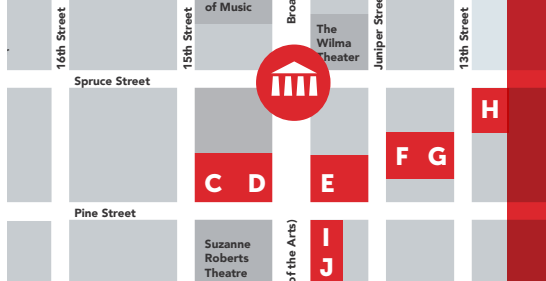 of Music
16th Street
15th Street
Broa
The
Wilma
Theater
Juniper Stree
13th Street
Spruce Street
H
F G
C D
E
Pine Street
I
J
Suzanne
Roberts
Theatre
of the Arts)